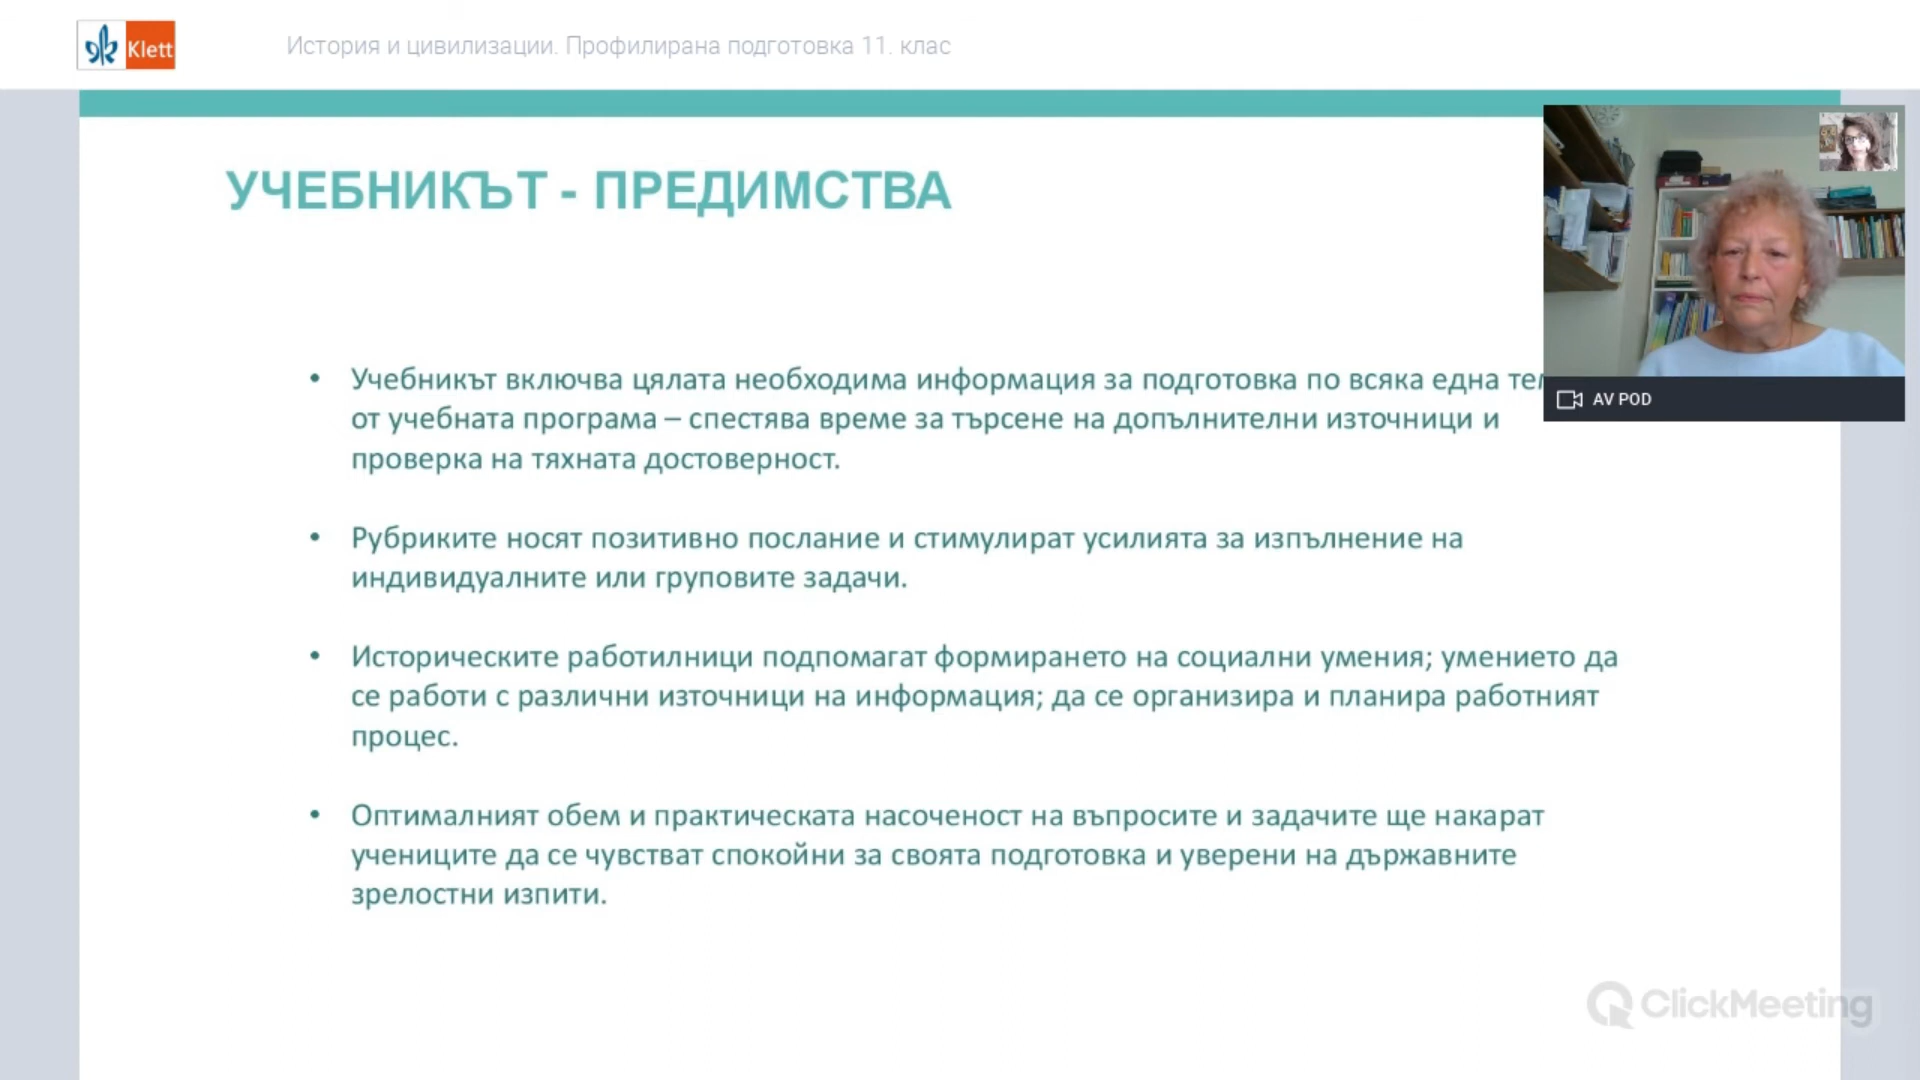 Klett
История и цивилизации. Профилирана подготовка 11. клас
УЧЕБНИКЪТ - ПРЕДИМСТВА
• Учебникът включва цялата необходима информация за подготовка по всяка една
от учебната програма – спестява време за търсене на допълнителни източници и
проверка на тяхната достоверност.
• Рубриките носят позитивно послание и стимулират усилията за изпълнение на
индивидуалните или груповите задачи.
• Историческите работилници подпомагат формирането на социални умения; умението да
се работи с различни източници на информация; да се организира и планира работният
процес.
• Оптималният обем и практическата насоченост на въпросите и задачите ще накарат
учениците да се чувстват спокойни за своята подготовка и уверени на държавните
зрелостни изпити.
AV POD
ClickMeeting